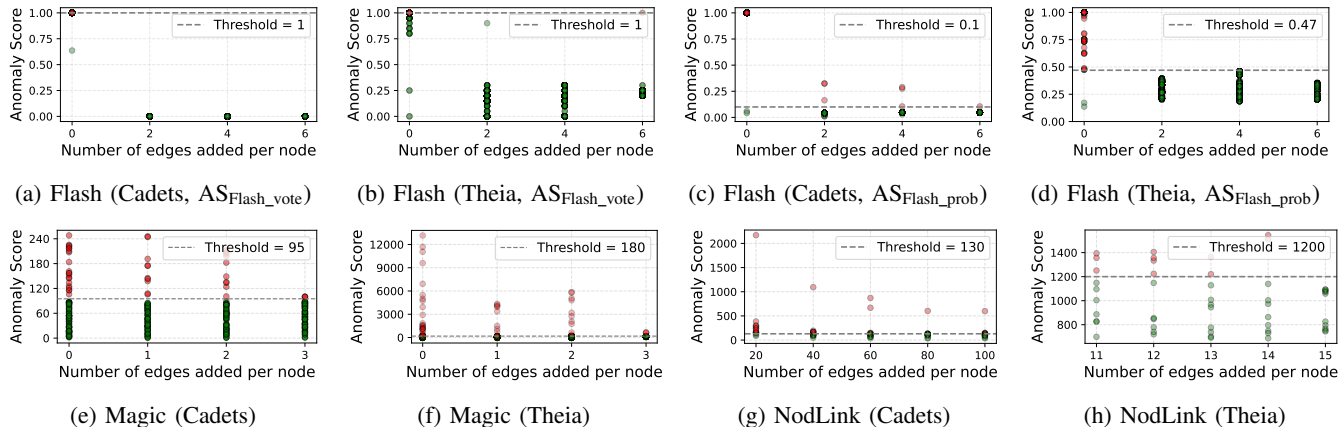 Anomaly Score
1.00
0.75
0.50
0.25
0.00
Threshold = 1
0 2 4 6
Number of edges added per node
(a) Flash (Cadets, AS_Flash_vote)
Anomaly Score
1.00
0.75
0.50
0.25
0.00
Threshold = 1
0 2 4 6
Number of edges added per node
(b) Flash (Theia, AS_Flash_vote)
Anomaly Score
1.00
0.75
0.50
0.25
0.00
Threshold = 0.1
0 2 4 6
Number of edges added per node
(c) Flash (Cadets, AS_Flash_prob)
Anomaly Score
1.00
0.75
0.50
0.25
0.00
Threshold = 0.47
0 2 4 6
Number of edges added per node
(d) Flash (Theia, AS_Flash_prob)
Anomaly Score
240
180
120
60
0
Threshold = 95
0 1 2 3
Number of edges added per node
(e) Magic (Cadets)
Anomaly Score
12000
9000
6000
3000
0
Threshold = 180
0 1 2 3
Number of edges added per node
(f) Magic (Theia)
Anomaly Score
2000
1500
1000
500
0
Threshold = 130
20 40 60 80 100
Number of edges added per node
(g) NodLink (Cadets)
Anomaly Score
1400
1200
1000
800
Threshold = 1200
11 12 13 14 15
Number of edges added per node
(h) NodLink (Theia)